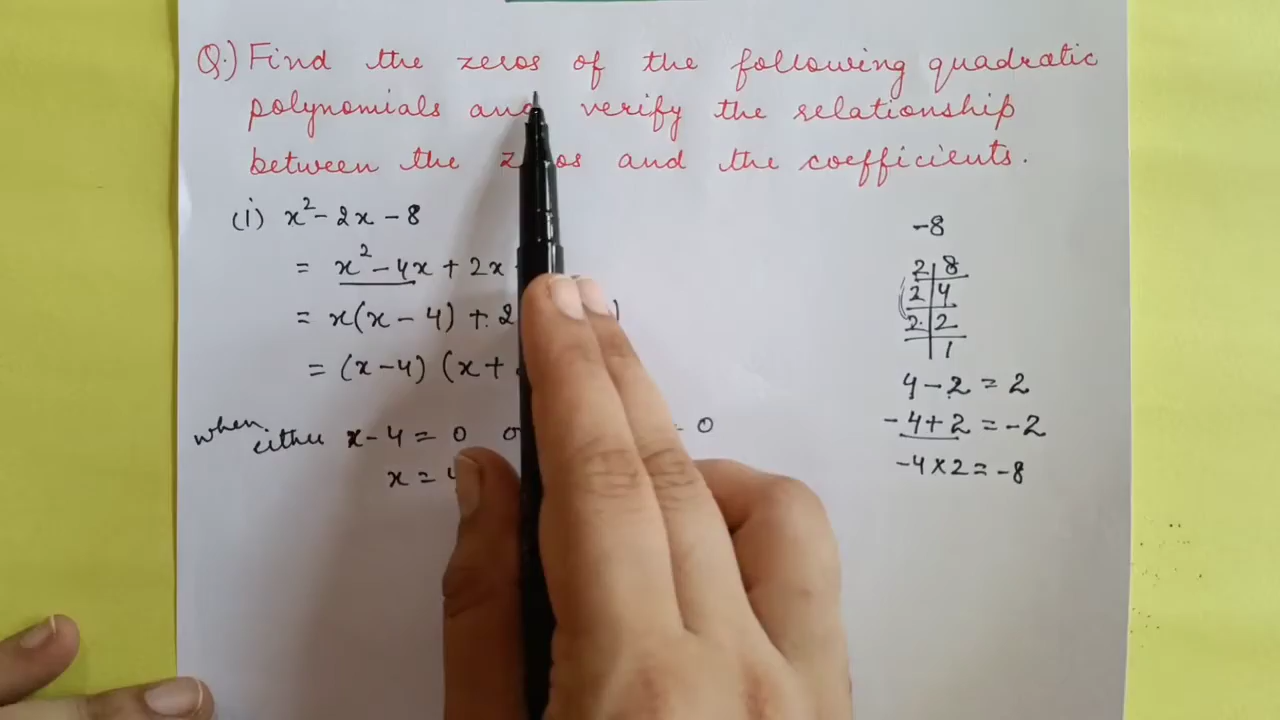 Q.) Find the zeros of the following quadratic
polynomials and verify the relationship
between the zeros and the coefficients.
(i) x² - 2x - 8
= x² - 4x + 2x
= x(x - 4) + 2
= (x - 4) (x +
when either x - 4 = 0 = 0
x = 4
-8
2 | 8
2 | 4
2 | 2
| 1
4 - 2 = 2
- 4 + 2 = -2
-4 × 2 = -8